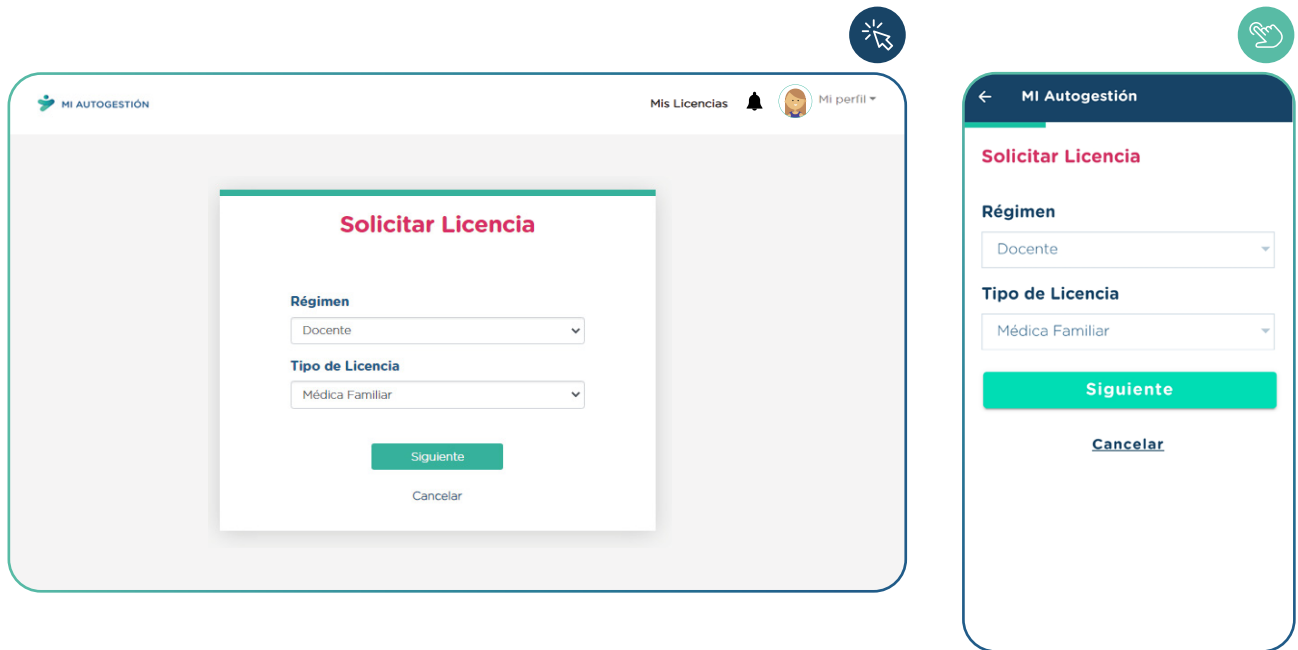 MI AUTOGESTIÓN
Mis Licencias
Mi perfil
Solicitar Licencia
Régimen
Docente
Tipo de Licencia
Médica Familiar
Siguiente
Cancelar
MI Autogestión
Solicitar Licencia
Régimen
Docente
Tipo de Licencia
Médica Familiar
Siguiente
Cancelar